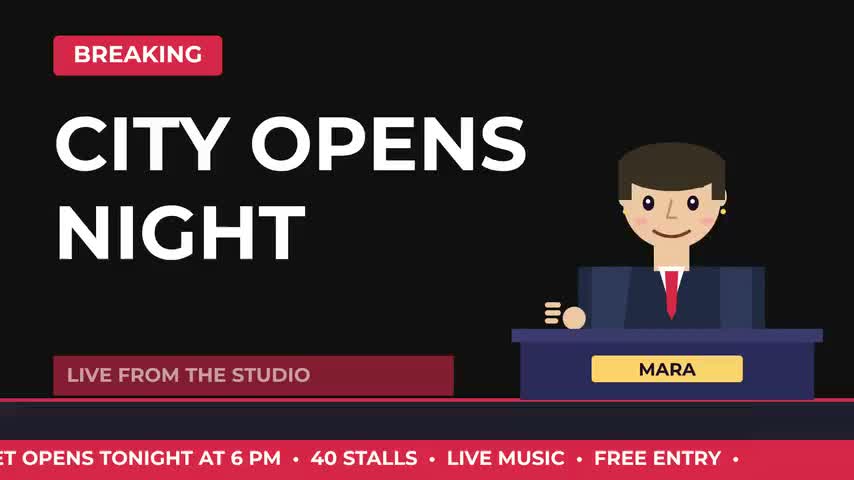 BREAKING
CITY OPENS
NIGHT
LIVE FROM THE STUDIO
MARA
ET OPENS TONIGHT AT 6 PM • 40 STALLS • LIVE MUSIC • FREE ENTRY •